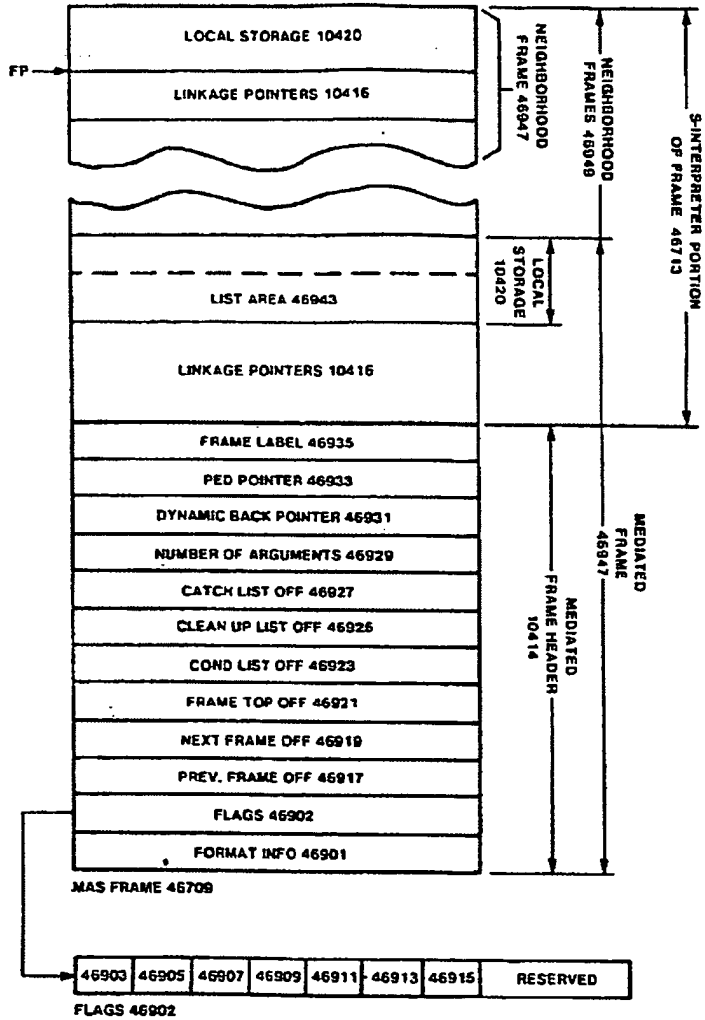 LOCAL STORAGE 10420
FP
LINKAGE POINTERS 10416
NEIGHBORHOOD
FRAME 46947
NEIGHBORHOOD
FRAMES 46949
S-INTERPRETER PORTION
OF FRAME 46713
LOCAL
STORAGE
10420
LIST AREA 46943
LINKAGE POINTERS 10416
FRAME LABEL 46935
PED POINTER 46933
DYNAMIC BACK POINTER 46931
NUMBER OF ARGUMENTS 46929
CATCH LIST OFF 46927
CLEAN UP LIST OFF 46925
COND LIST OFF 46923
FRAME TOP OFF 46921
NEXT FRAME OFF 46919
PREV. FRAME OFF 46917
FLAGS 46902
FORMAT INFO 46901
MEDIATED
FRAME HEADER
10414
MEDIATED
FRAME
46947
MAS FRAME 46709
46903 46905 46907 46909 46911 46913 46915 RESERVED
FLAGS 46902